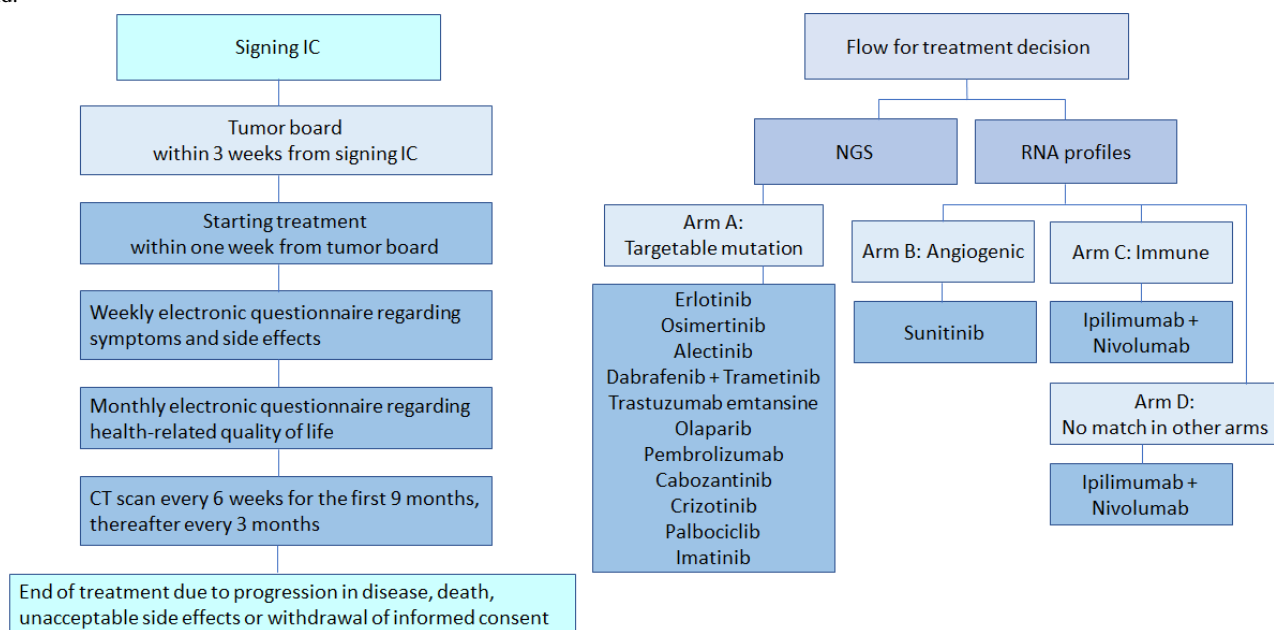 Signing IC
Tumor board
within 3 weeks from signing IC
Starting treatment
within one week from tumor board
Weekly electronic questionnaire regarding
symptoms and side effects
Monthly electronic questionnaire regarding
health-related quality of life
CT scan every 6 weeks for the first 9 months,
thereafter every 3 months
End of treatment due to progression in disease, death,
unacceptable side effects or withdrawal of informed consent
Flow for treatment decision
NGS
RNA profiles
Arm A:
Targetable mutation
Erlotinib
Osimertinib
Alectinib
Dabrafenib + Trametinib
Trastuzumab emtansine
Olaparib
Pembrolizumab
Cabozantinib
Crizotinib
Palbociclib
Imatinib
Arm B: Angiogenic
Sunitinib
Arm C: Immune
Ipilimumab +
Nivolumab
Arm D:
No match in other arms
Ipilimumab +
Nivolumab